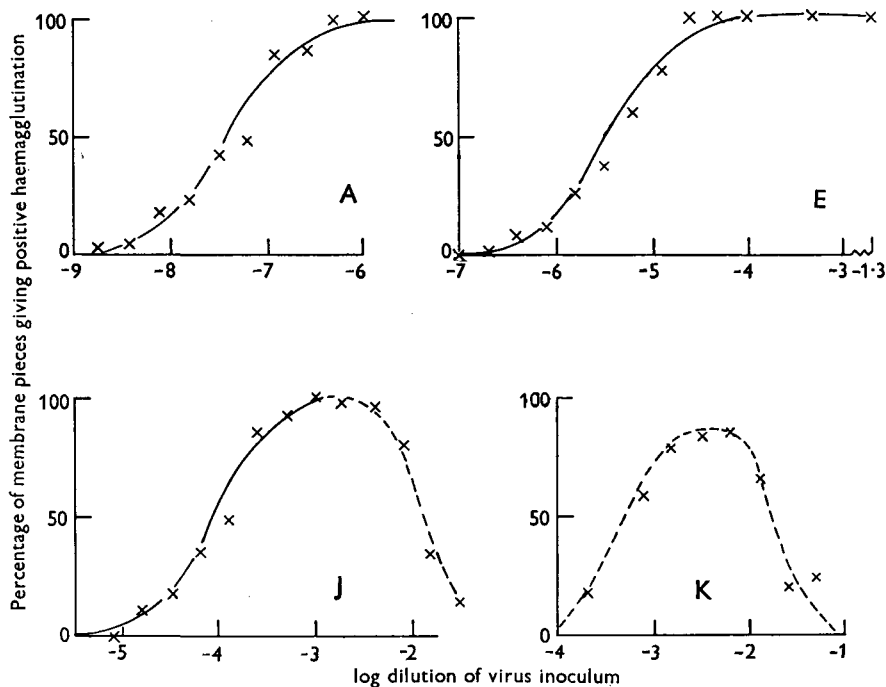 Percentage of membrane pieces giving positive haemagglutination
100
50
0
A
-9 -8 -7 -6
100
50
0
E
-7 -6 -5 -4 -3 -1·3
100
50
0
J
-5 -4 -3 -2
100
50
0
K
-4 -3 -2 -1
log dilution of virus inoculum